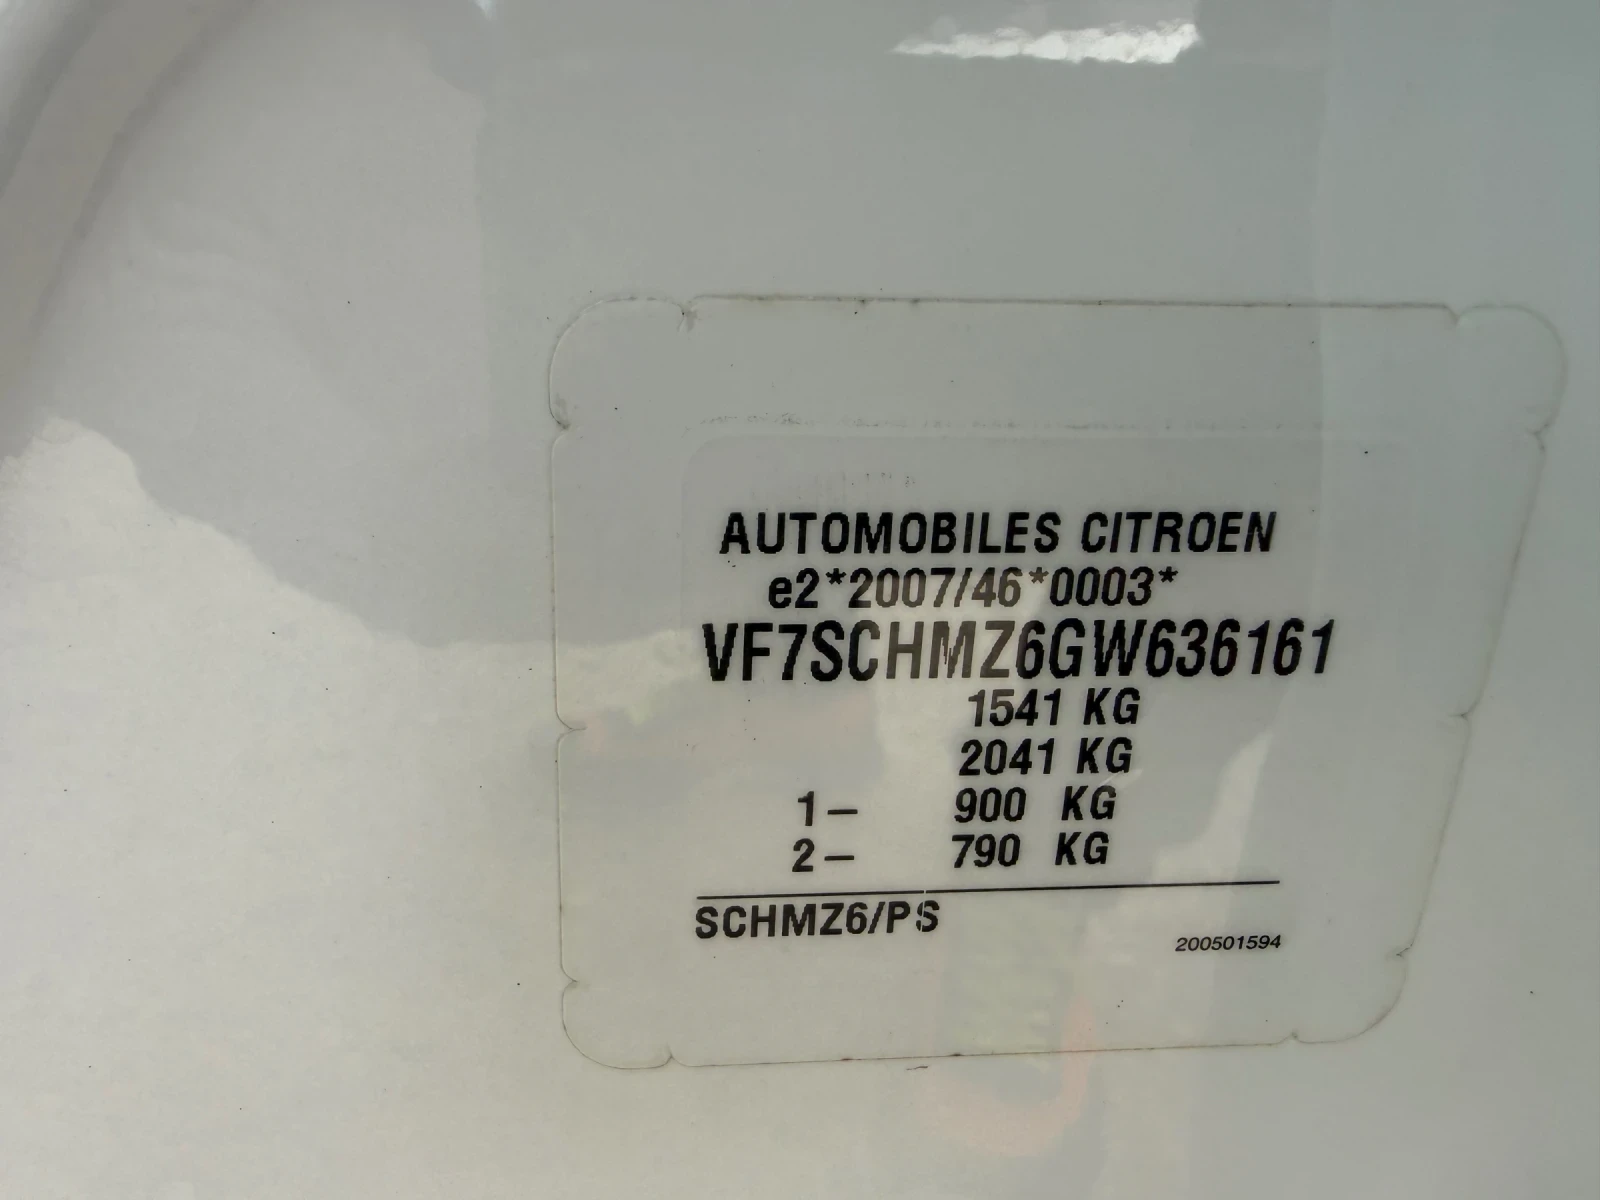 AUTOMOBILES CITROEN
e2*2007/46*0003*
VF7SCHMZ6GW636161
1541 KG
2041 KG
1– 900 KG
2– 790 KG
SCHMZ6/PS
200501594